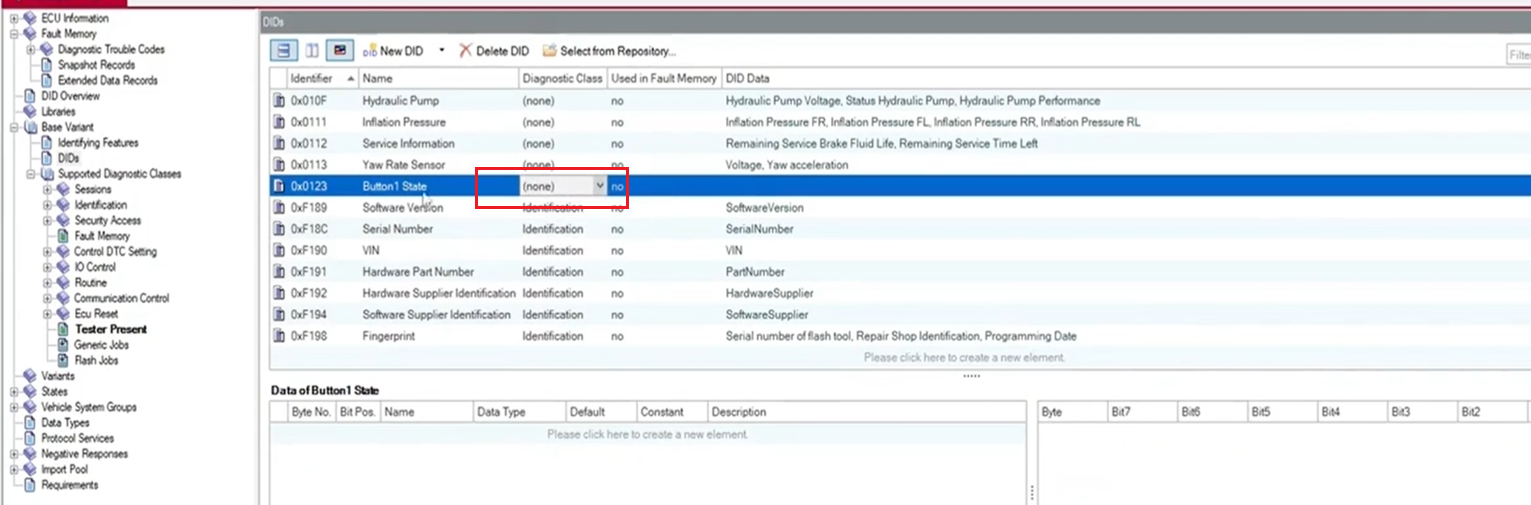 ECU Information
Fault Memory
Diagnostic Trouble Codes
Snapshot Records
Extended Data Records
DID Overview
Libraries
Base Variant
Identifying Features
DIDs
Supported Diagnostic Classes
Sessions
Identification
Security Access
Fault Memory
Control DTC Setting
IO Control
Routine
Communication Control
Ecu Reset
Tester Present
Generic Jobs
Flash Jobs
Variants
States
Vehicle System Groups
Data Types
Protocol Services
Negative Responses
Import Pool
Requirements
DIDs
DID New DID Delete DID Select from Repository...
Filte
Identifier Name Diagnostic Class Used in Fault Memory DID Data
0x010F Hydraulic Pump (none) no Hydraulic Pump Voltage, Status Hydraulic Pump, Hydraulic Pump Performance
0x0111 Inflation Pressure (none) no Inflation Pressure FR, Inflation Pressure FL, Inflation Pressure RR, Inflation Pressure RL
0x0112 Service Information (none) no Remaining Service Brake Fluid Life, Remaining Service Time Left
0x0113 Yaw Rate Sensor (none) no Voltage, Yaw acceleration
0x0123 Button1 State (none) no
0xF189 Software Version Identification no SoftwareVersion
0xF18C Serial Number Identification no SerialNumber
0xF190 VIN Identification no VIN
0xF191 Hardware Part Number Identification no PartNumber
0xF192 Hardware Supplier Identification Identification no HardwareSupplier
0xF194 Software Supplier Identification Identification no SoftwareSupplier
0xF198 Fingerprint Identification no Serial number of flash tool, Repair Shop Identification, Programming Date
Please click here to create a new element.
Data of Button1 State
Byte No. Bit Pos. Name Data Type Default Constant Description
Please click here to create a new element.
Byte Bit7 Bit6 Bit5 Bit4 Bit3 Bit2